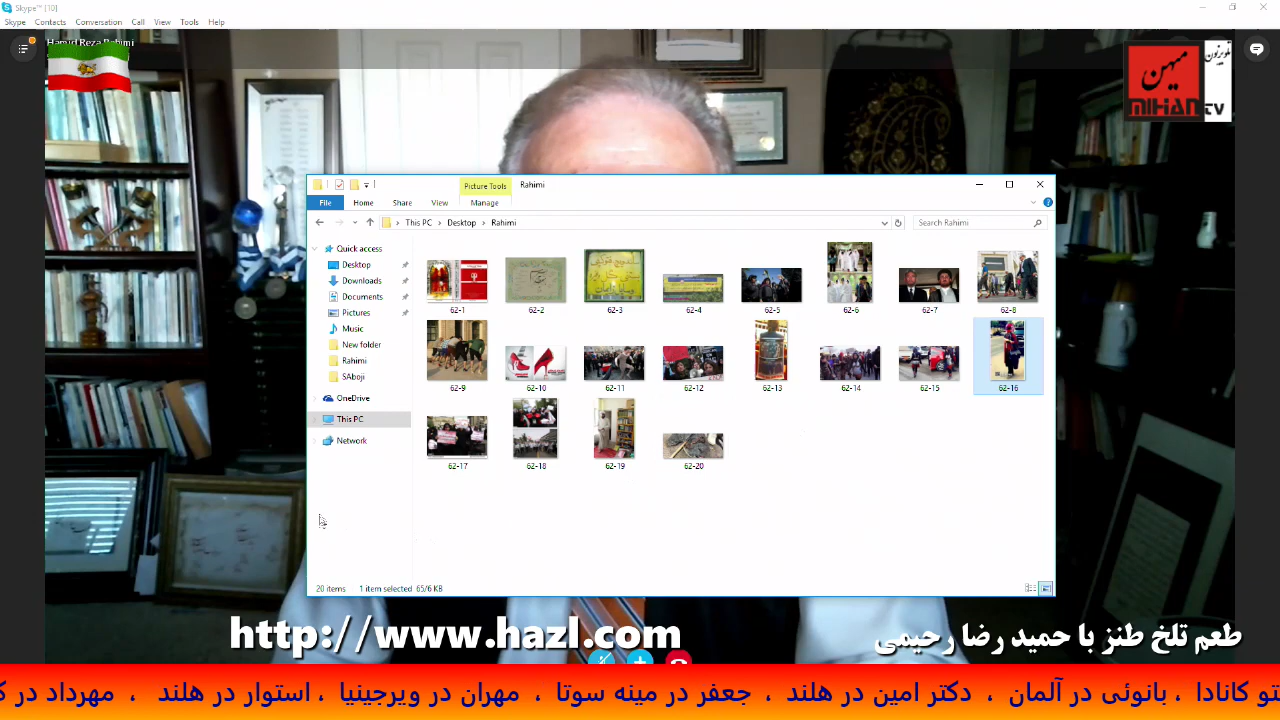 Skype™ [10]
Skype Contacts Conversation Call View Tools Help
Hamid Reza Rahimi
تلویزیون
میهن
MIHAN TV
Picture Tools Rahimi
File Home Share View Manage
This PC Desktop Rahimi
Search Rahimi
Quick access
Desktop
Downloads
Documents
Pictures
Music
New folder
Rahimi
SAboji
OneDrive
This PC
Network
62-1 62-2 62-3 62-4 62-5 62-6 62-7 62-8
62-9 62-10 62-11 62-12 62-13 62-14 62-15 62-16
62-17 62-18 62-19 62-20
20 items 1 item selected 65/6 KB
http://www.hazl.com
طعم تلخ طنز با حمید رضا رحیمی
تو کانادا ، بانوئی در آلمان ، دکتر امین در هلند ، جعفر در مینه سوتا ، مهران در ویرجینیا ، استوار در هلند ، مهرداد در ک